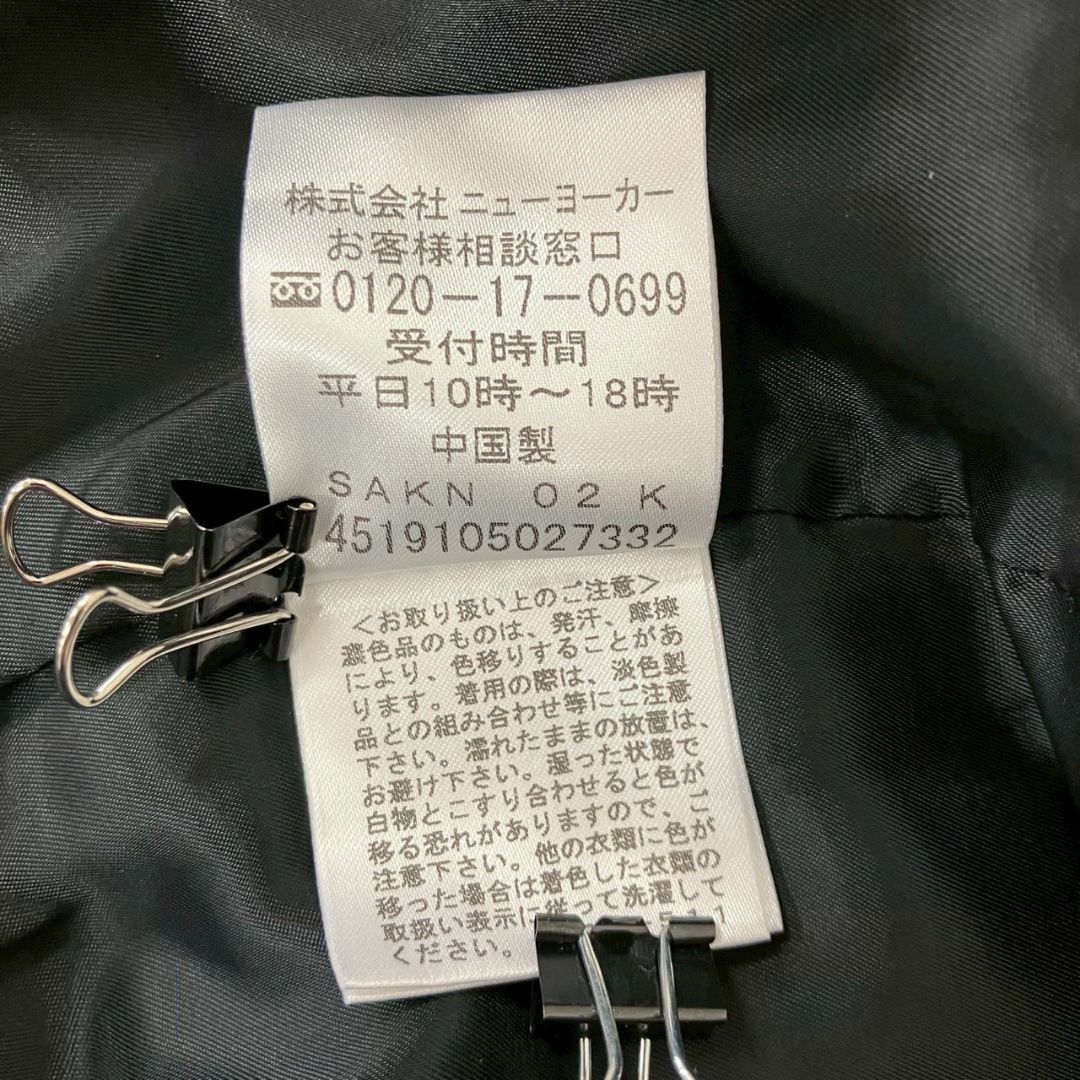 株式会社 ニューヨーカー
お客様相談窓口
0120-17-0699
受付時間
平日10時～18時
中国製
SAKN 02 K
4519105027332
<お取り扱い上のご注意>
濃色品のものは、発汗、摩擦
により、色移りすることがあ
ります。着用の際は、淡色製
品との組み合わせ等にご注意
下さい。濡れたままの放置は、
お避け下さい。湿った状態で
白物とこすり合わせると色が
移る恐れがありますので、ご
注意下さい。他の衣類に色が
移った場合は着色した衣類の
取扱い表示に従って洗濯して
ください。